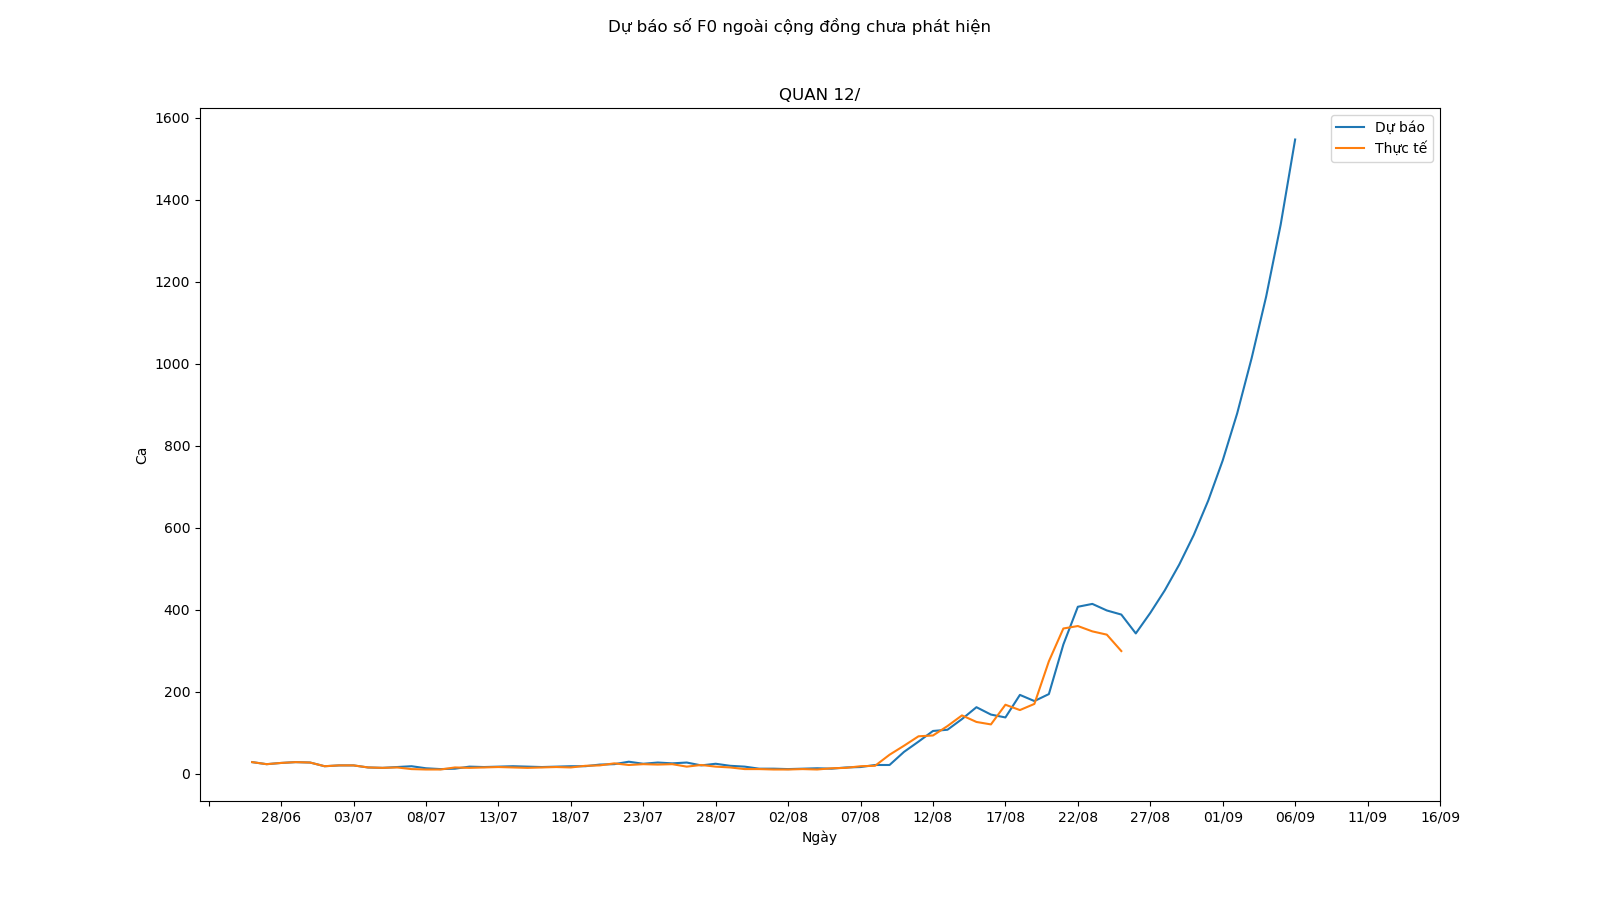 Dự báo số F0 ngoài cộng đồng chưa phát hiện
QUAN 12/
Dự báo
Thực tế
1600
1400
1200
1000
800
600
400
200
0
Ca
28/06 03/07 08/07 13/07 18/07 23/07 28/07 02/08 07/08 12/08 17/08 22/08 27/08 01/09 06/09 11/09 16/09
Ngày